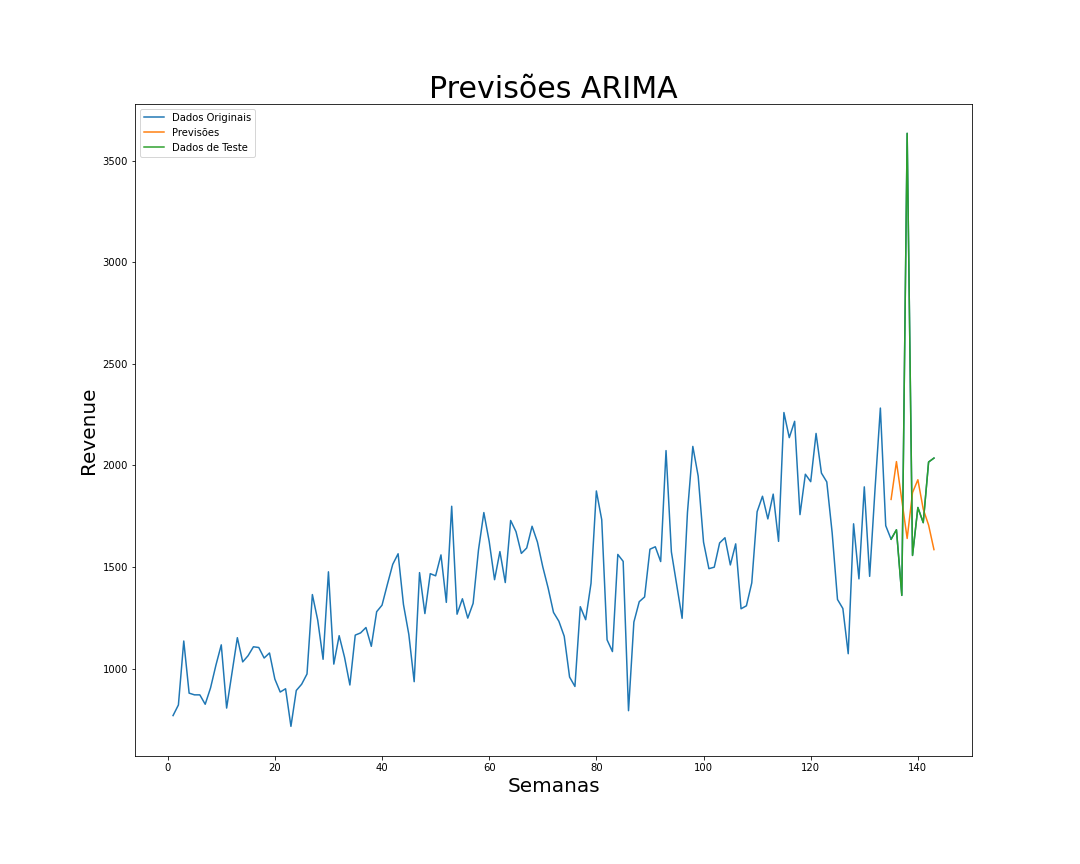 Previsões ARIMA
Dados Originais
Previsões
Dados de Teste
Revenue
3500
3000
2500
2000
1500
1000
0 20 40 60 80 100 120 140
Semanas